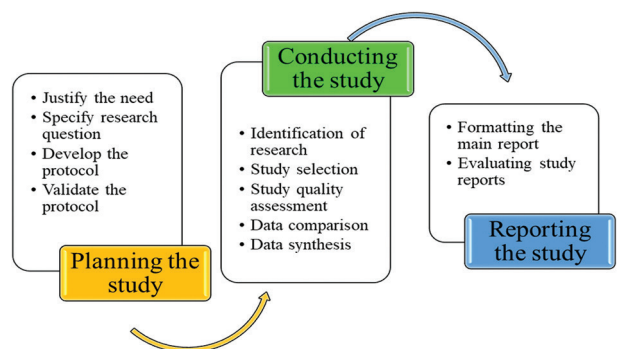 • Justify the need
• Specify research
question
• Develop the
protocol
• Validate the
protocol
Planning the
study
Conducting
the study
• Identification of
research
• Study selection
• Study quality
assessment
• Data comparison
• Data synthesis
• Formatting the
main report
• Evaluating study
reports
Reporting
the study